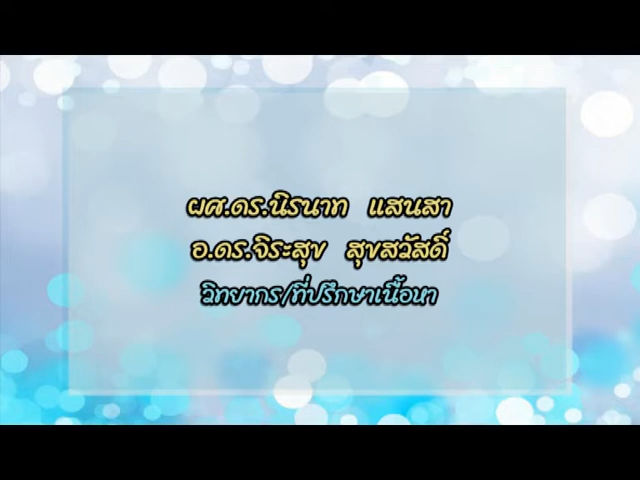 ผศ.ดร.นิรนาท แสนสา
อ.ดร.จิระสุข สุขสวัสดิ์
วิทยากร/ที่ปรึกษาเนื้อหา